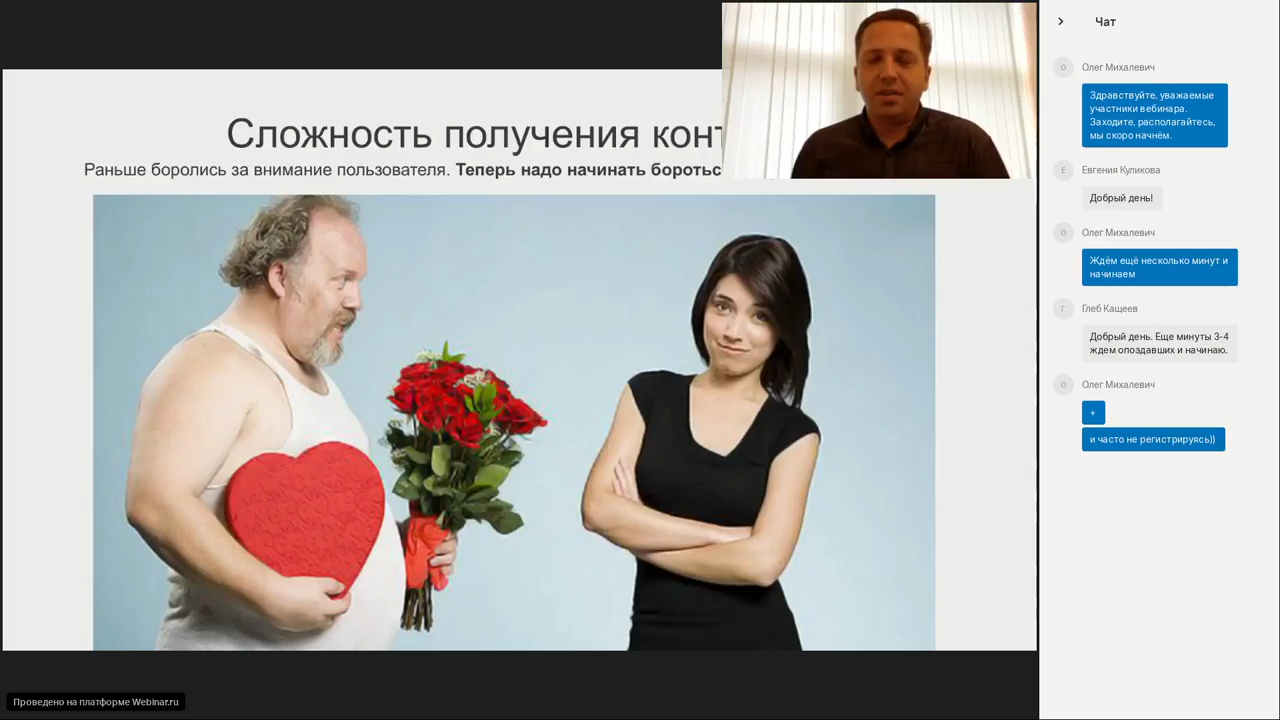 Сложность получения конт
Раньше боролись за внимание пользователя. Теперь надо начинать боротьс
Проведено на платформе Webinar.ru
Чат
О
Олег Михалевич
Здравствуйте, уважаемые
участники вебинара.
Заходите, располагайтесь,
мы скоро начнём.
Е
Евгения Куликова
Добрый день!
О
Олег Михалевич
Ждём ещё несколько минут и
начинаем
Г
Глеб Кащеев
Добрый день. Еще минуты 3-4
ждем опоздавших и начинаю.
О
Олег Михалевич
+
и часто не регистрируясь))